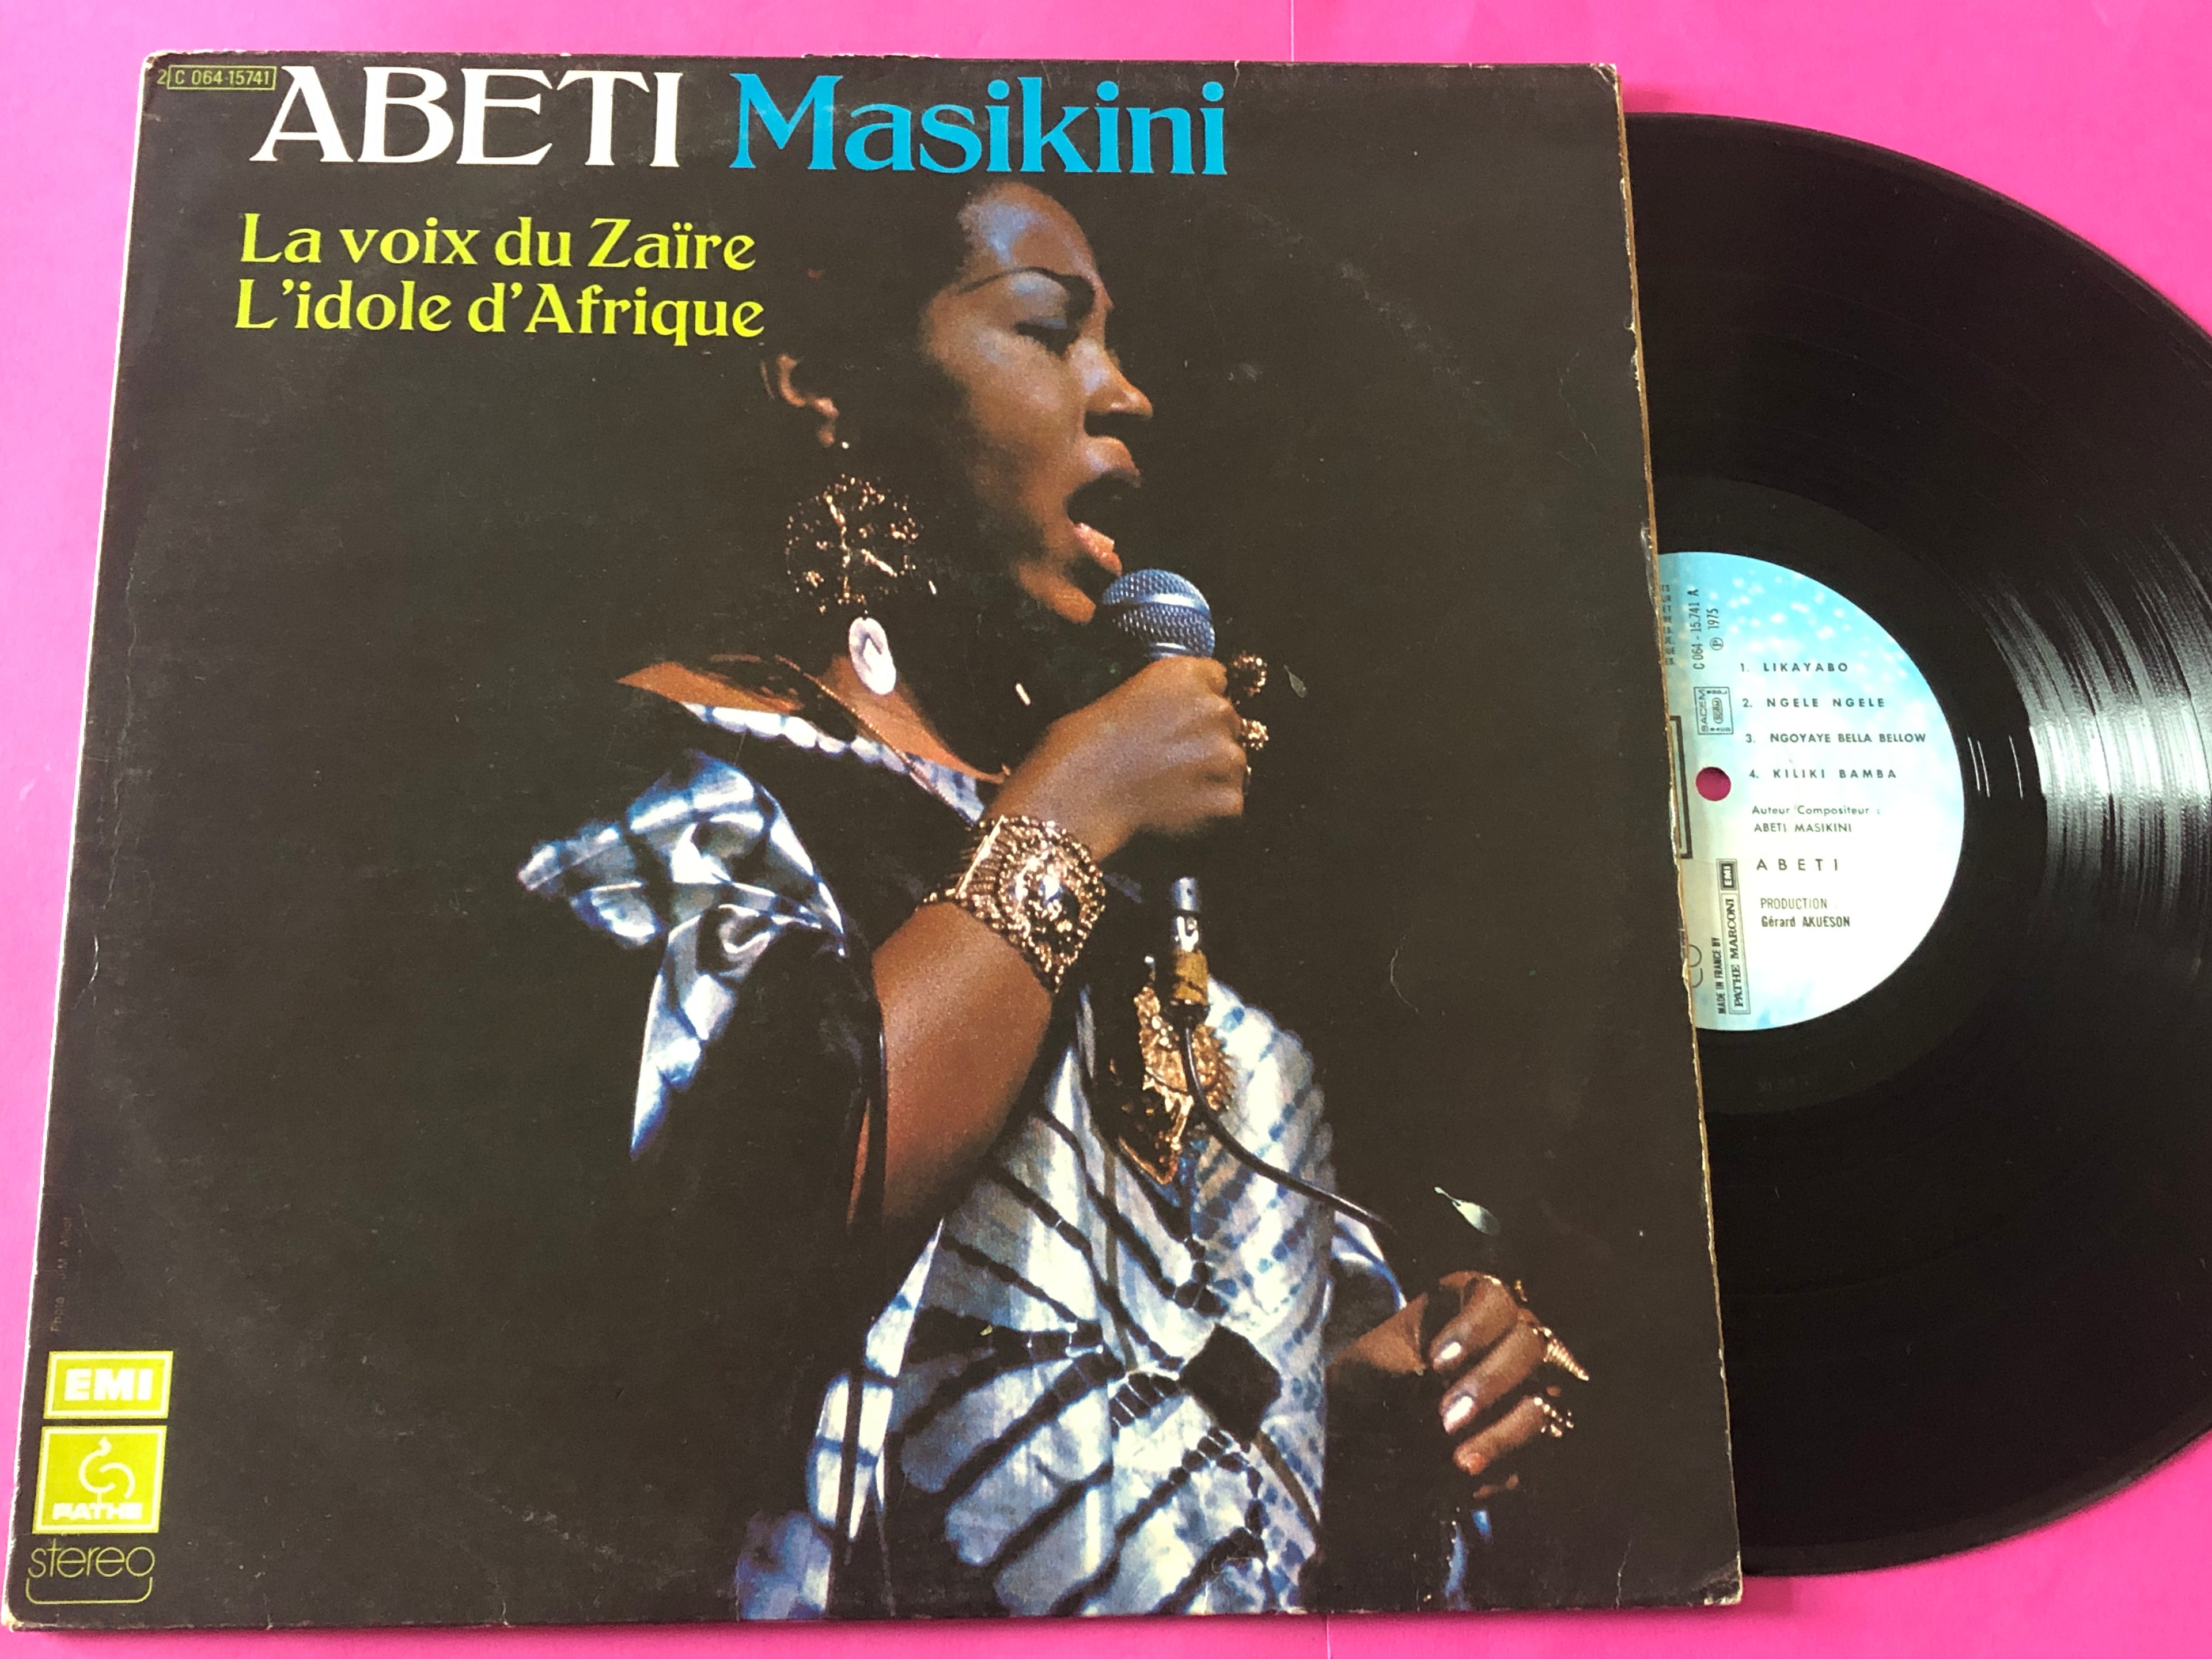 2 C 064-15741
ABETI Masikini
La voix du Zaïre
L'idole d'Afrique
EMI
PATHE
stereo
C 064 - 15.741 A
℗ 1975
SACEM
1. LIKAYABO
2. NGELE NGELE
3. NGOYAYE BELLA BELLOW
4. KILIKI BAMBA
Auteur Compositeur :
ABETI MASIKINI
ABETI
PRODUCTION :
Gérard AKUESON
MADE IN FRANCE BY
PATHE MARCONI EMI